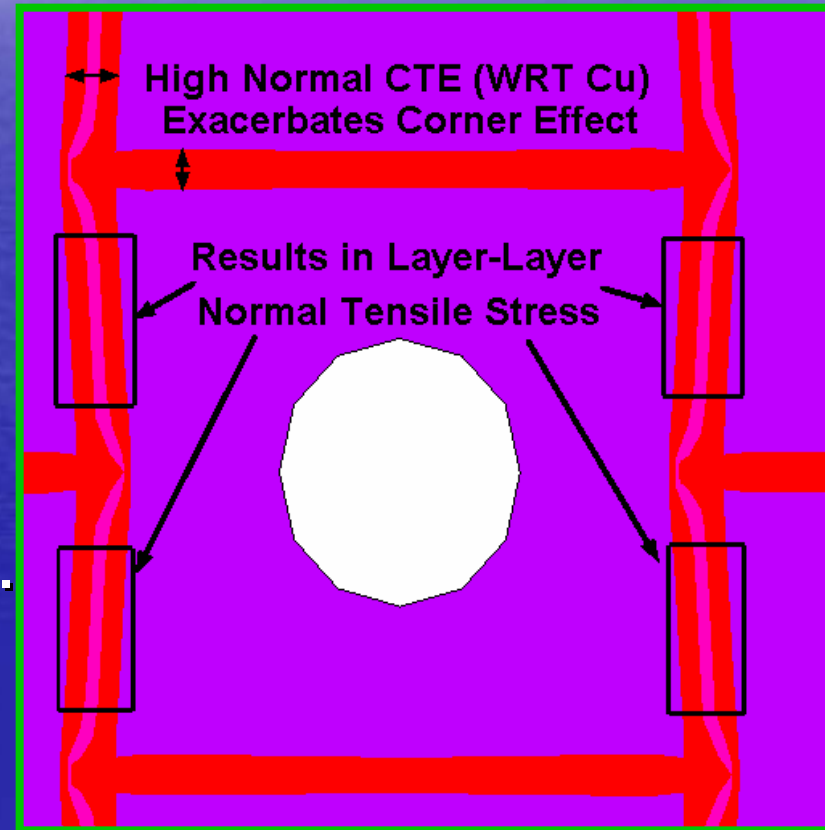 High Normal CTE (WRT Cu)
Exacerbates Corner Effect
Results in Layer-Layer
Normal Tensile Stress